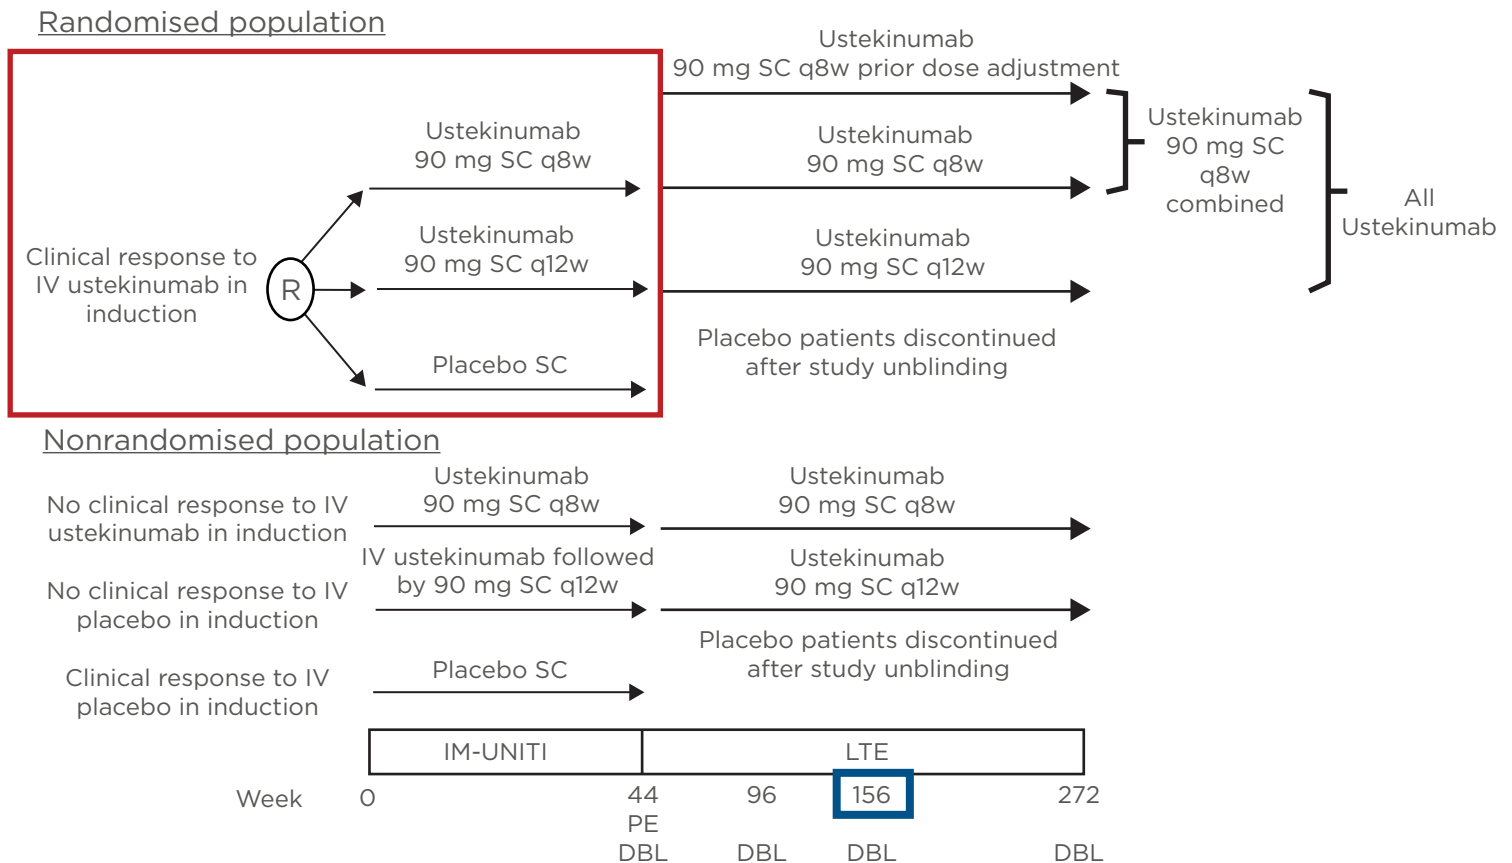 Randomised population
Ustekinumab
90 mg SC q8w prior dose adjustment
Ustekinumab
90 mg SC q8w
Ustekinumab
90 mg SC q8w
Ustekinumab
90 mg SC
q8w
combined
All
Ustekinumab
Clinical response to
IV ustekinumab in
induction
R
Ustekinumab
90 mg SC q12w
Ustekinumab
90 mg SC q12w
Placebo SC
Placebo patients discontinued
after study unblinding
Nonrandomised population
No clinical response to IV
ustekinumab in induction
Ustekinumab
90 mg SC q8w
Ustekinumab
90 mg SC q8w
No clinical response to IV
placebo in induction
IV ustekinumab followed
by 90 mg SC q12w
Ustekinumab
90 mg SC q12w
Clinical response to IV
placebo in induction
Placebo SC
Placebo patients discontinued
after study unblinding
IM-UNITI LTE
Week 0 44 96 156 272
PE
DBL DBL DBL DBL